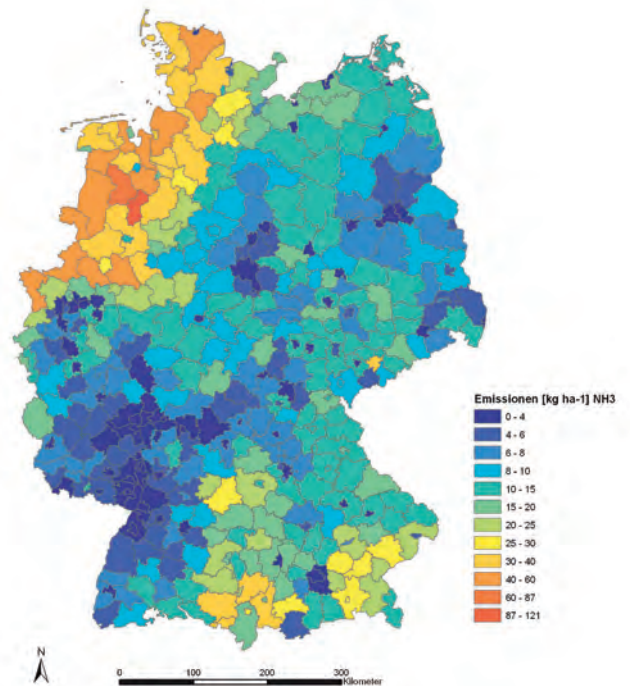 Emissionen [kg ha-1] NH3
0 - 4
4 - 6
6 - 8
8 - 10
10 - 15
15 - 20
20 - 25
25 - 30
30 - 40
40 - 60
60 - 87
87 - 121
N
0 100 200 300
Kilometer